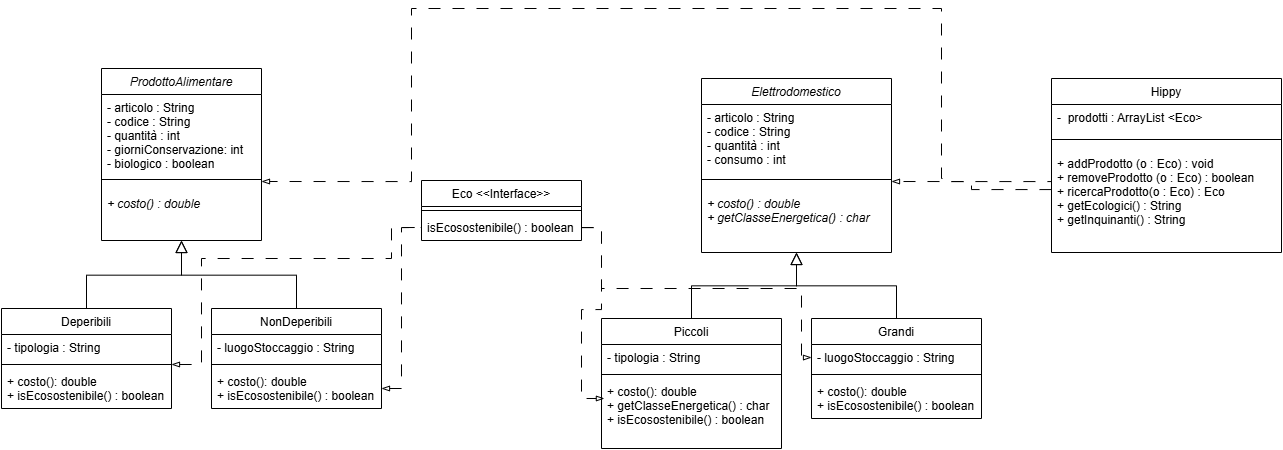 ProdottoAlimentare
- articolo : String
- codice : String
- quantità : int
- giorniConservazione: int
- biologico : boolean
+ costo() : double
Eco <<Interface>>
isEcosostenibile() : boolean
Elettrodomestico
- articolo : String
- codice : String
- quantità : int
- consumo : int
+ costo() : double
+ getClasseEnergetica() : char
Hippy
- prodotti : ArrayList <Eco>
+ addProdotto (o : Eco) : void
+ removeProdotto (o : Eco) : boolean
+ ricercaProdotto(o : Eco) : Eco
+ getEcologici() : String
+ getInquinanti() : String
Deperibili
- tipologia : String
+ costo(): double
+ isEcosostenibile() : boolean
NonDeperibili
- luogoStoccaggio : String
+ costo(): double
+ isEcosostenibile() : boolean
Piccoli
- tipologia : String
+ costo(): double
+ getClasseEnergetica() : char
+ isEcosostenibile() : boolean
Grandi
- luogoStoccaggio : String
+ costo(): double
+ isEcosostenibile() : boolean